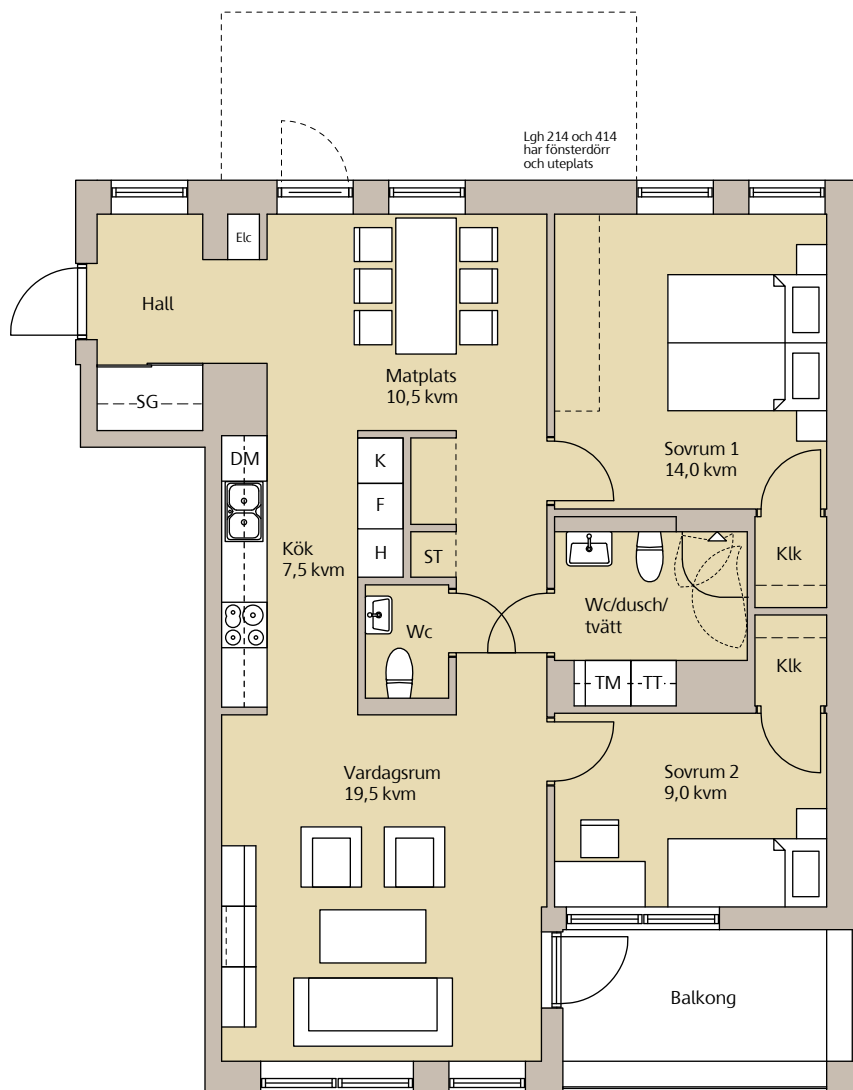 Lgh 214 och 414
har fönsterdörr
och uteplats
Elc
Hall
SG
Matplats
10,5 kvm
Sovrum 1
14,0 kvm
DM
K
F
H
ST
Kök
7,5 kvm
Klk
Wc
Wc/dusch/
tvätt
Klk
TM
TT
Vardagsrum
19,5 kvm
Sovrum 2
9,0 kvm
Balkong